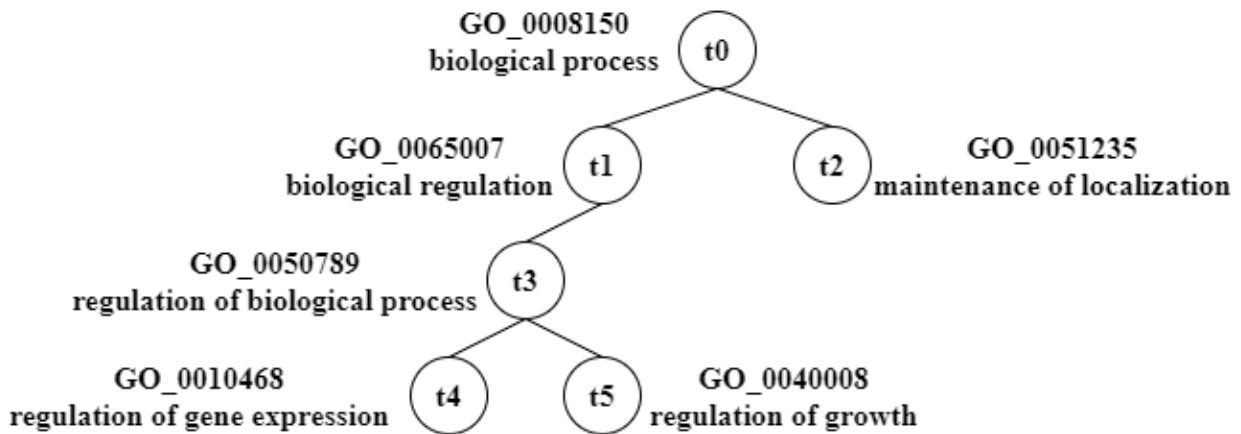 GO_0008150
biological process
t0
GO_0065007
biological regulation
t1
t2
GO_0051235
maintenance of localization
GO_0050789
regulation of biological process
t3
GO_0010468
regulation of gene expression
t4
t5
GO_0040008
regulation of growth